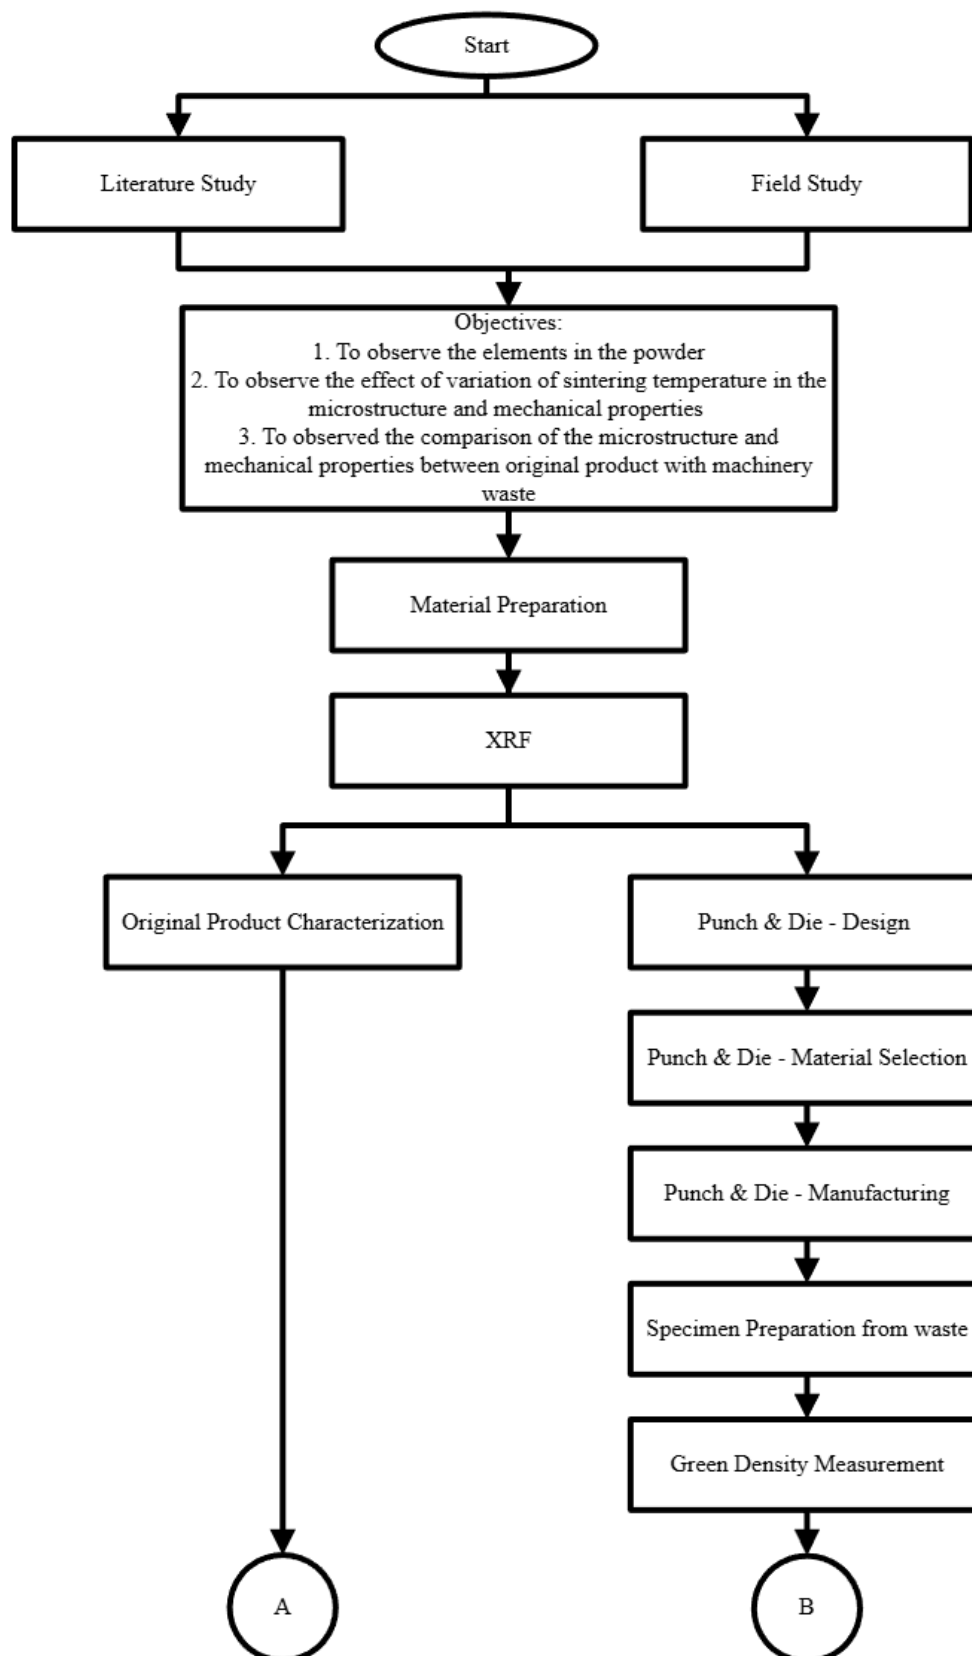 Start
Literature Study
Field Study
Objectives:
1. To observe the elements in the powder
2. To observe the effect of variation of sintering temperature in the
microstructure and mechanical properties
3. To observed the comparison of the microstructure and
mechanical properties between original product with machinery
waste
Material Preparation
XRF
Original Product Characterization
Punch & Die - Design
Punch & Die - Material Selection
Punch & Die - Manufacturing
Specimen Preparation from waste
Green Density Measurement
A
B